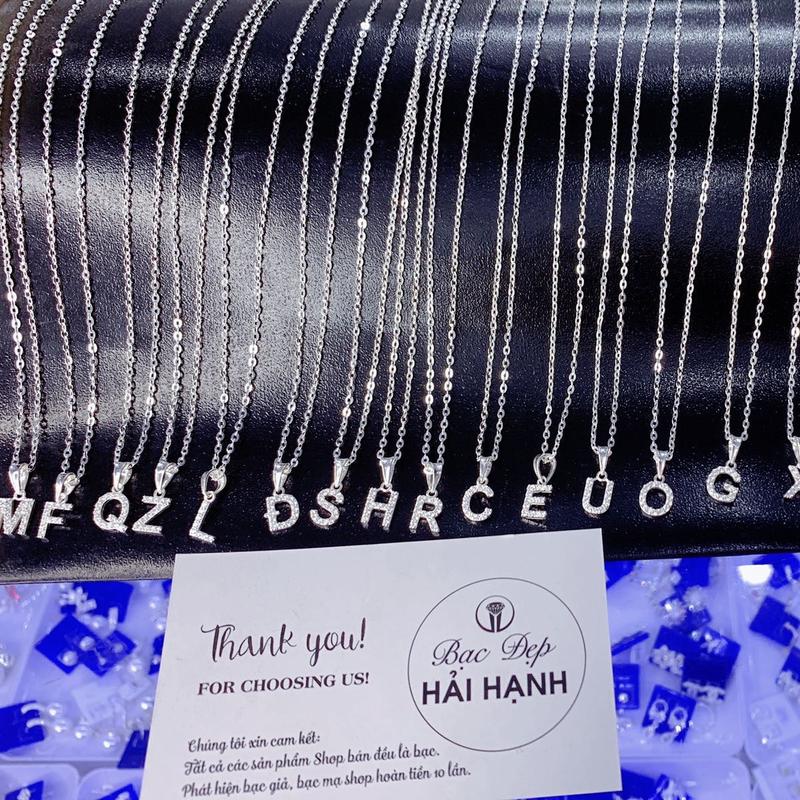 M F Q Z L Đ S H R C E U O G X
Thank you!
FOR CHOOSING US!
Bạc Đẹp
HẢI HẠNH
Chúng tôi xin cam kết:
Tất cả các sản phẩm Shop bán đều là bạc.
Phát hiện bạc giả, bạc mạ shop hoàn tiền 10 lần.